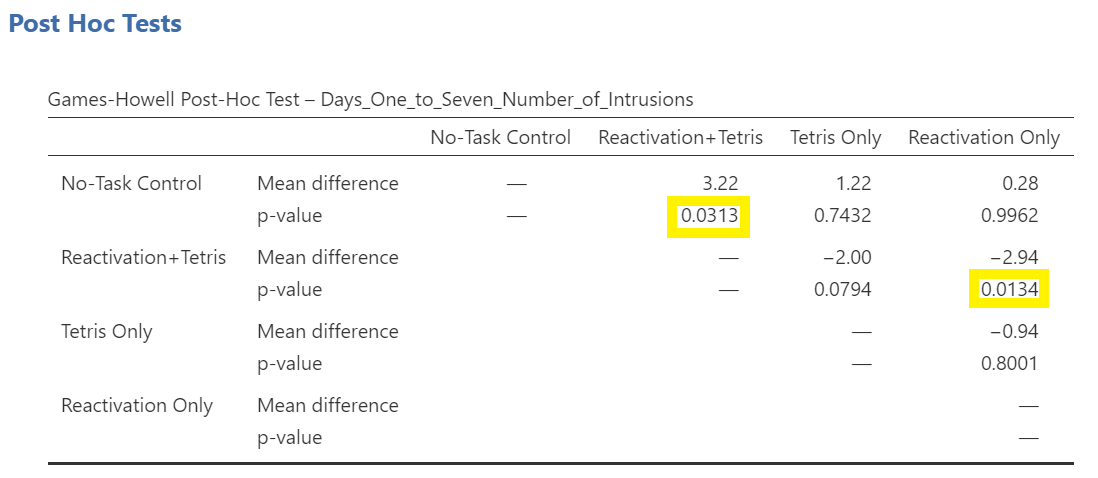 Post Hoc Tests
Games-Howell Post-Hoc Test – Days_One_to_Seven_Number_of_Intrusions
No-Task Control Reactivation+Tetris Tetris Only Reactivation Only
No-Task Control Mean difference — 3.22 1.22 0.28
p-value — 0.0313 0.7432 0.9962
Reactivation+Tetris Mean difference — −2.00 −2.94
p-value — 0.0794 0.0134
Tetris Only Mean difference — −0.94
p-value — 0.8001
Reactivation Only Mean difference —
p-value —